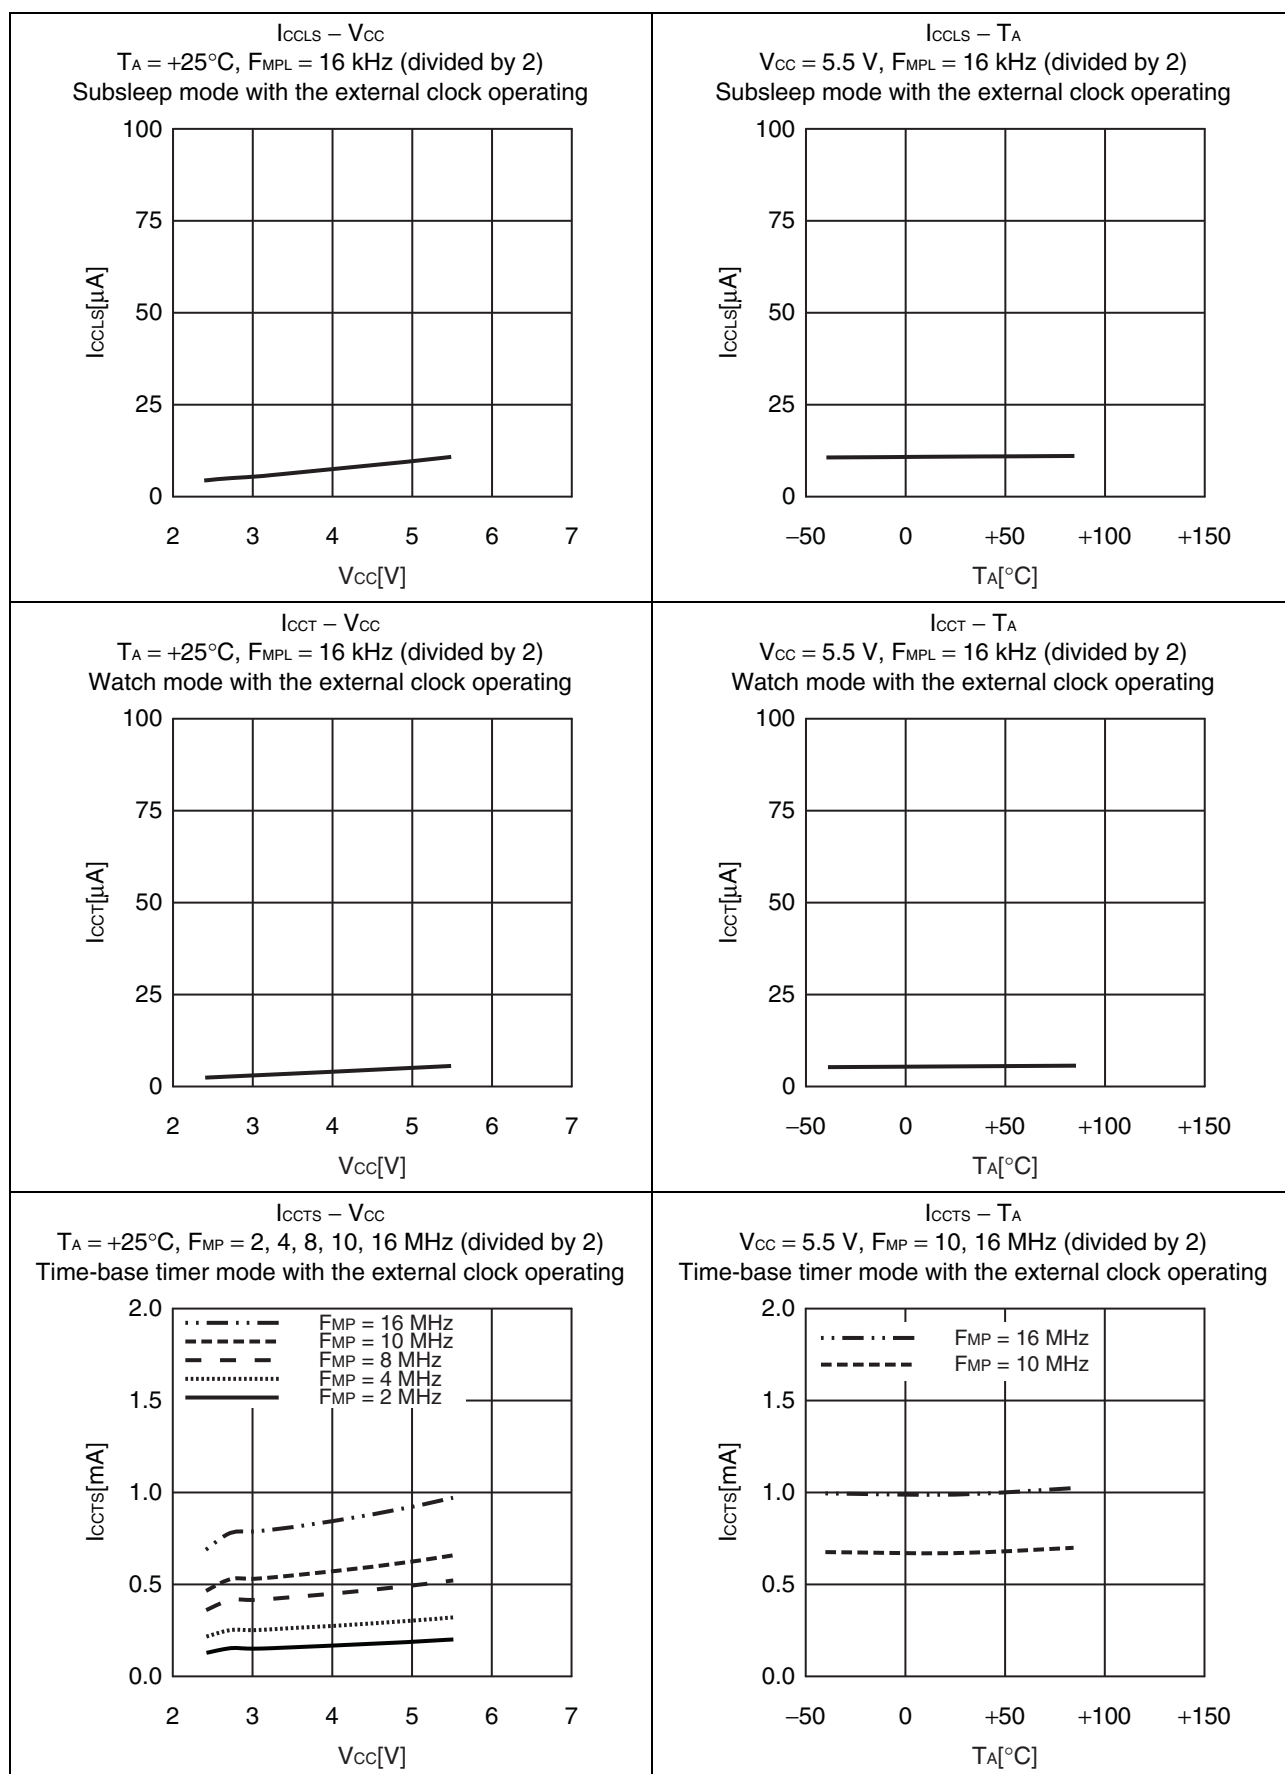 ICCLS – VCC
TA = +25°C, FMPL = 16 kHz (divided by 2)
Subsleep mode with the external clock operating
100
75
50
25
0
ICCLS[µA]
2 3 4 5 6 7
VCC[V]
ICCLS – TA
VCC = 5.5 V, FMPL = 16 kHz (divided by 2)
Subsleep mode with the external clock operating
100
75
50
25
0
ICCLS[µA]
−50 0 +50 +100 +150
TA[°C]
ICCT – VCC
TA = +25°C, FMPL = 16 kHz (divided by 2)
Watch mode with the external clock operating
100
75
50
25
0
ICCT[µA]
2 3 4 5 6 7
VCC[V]
ICCT – TA
VCC = 5.5 V, FMPL = 16 kHz (divided by 2)
Watch mode with the external clock operating
100
75
50
25
0
ICCT[µA]
−50 0 +50 +100 +150
TA[°C]
ICCTS – VCC
TA = +25°C, FMP = 2, 4, 8, 10, 16 MHz (divided by 2)
Time-base timer mode with the external clock operating
2.0
1.5
1.0
0.5
0.0
ICCTS[mA]
FMP = 16 MHz
FMP = 10 MHz
FMP = 8 MHz
FMP = 4 MHz
FMP = 2 MHz
2 3 4 5 6 7
VCC[V]
ICCTS – TA
VCC = 5.5 V, FMP = 10, 16 MHz (divided by 2)
Time-base timer mode with the external clock operating
2.0
1.5
1.0
0.5
0.0
ICCTS[mA]
FMP = 16 MHz
FMP = 10 MHz
−50 0 +50 +100 +150
TA[°C]